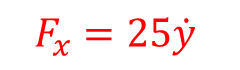 Fₓ = 25ẏ